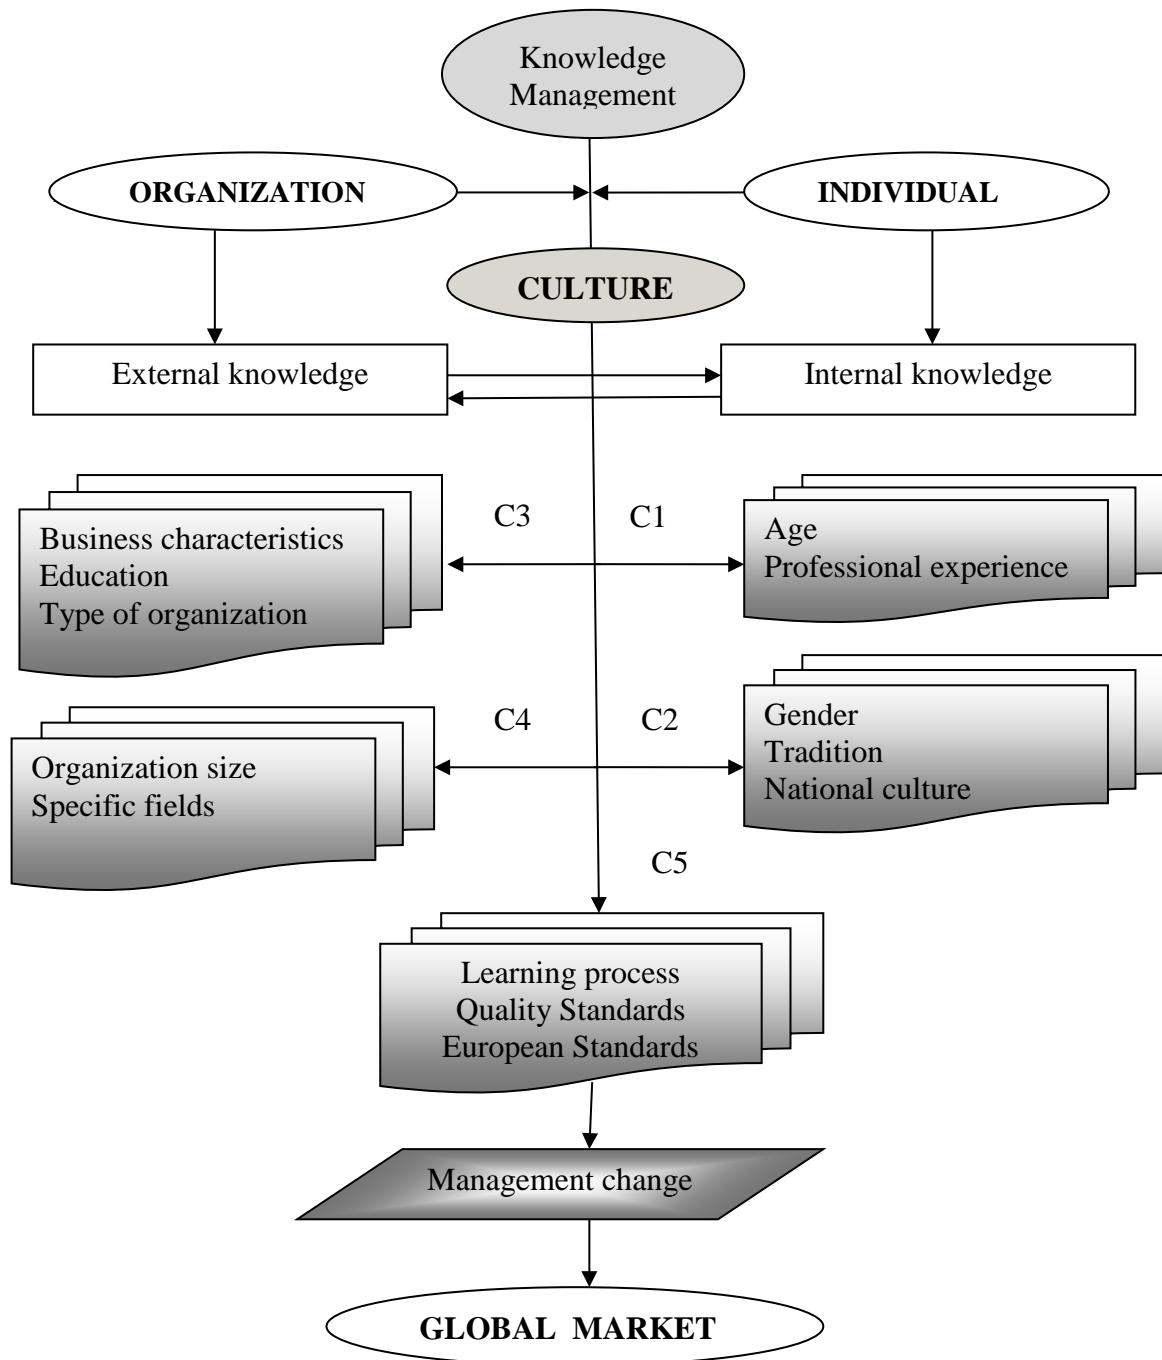 Knowledge
Management
ORGANIZATION
INDIVIDUAL
CULTURE
External knowledge
Internal knowledge
C3
C1
Business characteristics
Education
Type of organization
Age
Professional experience
C4
C2
Organization size
Specific fields
Gender
Tradition
National culture
C5
Learning process
Quality Standards
European Standards
Management change
GLOBAL MARKET